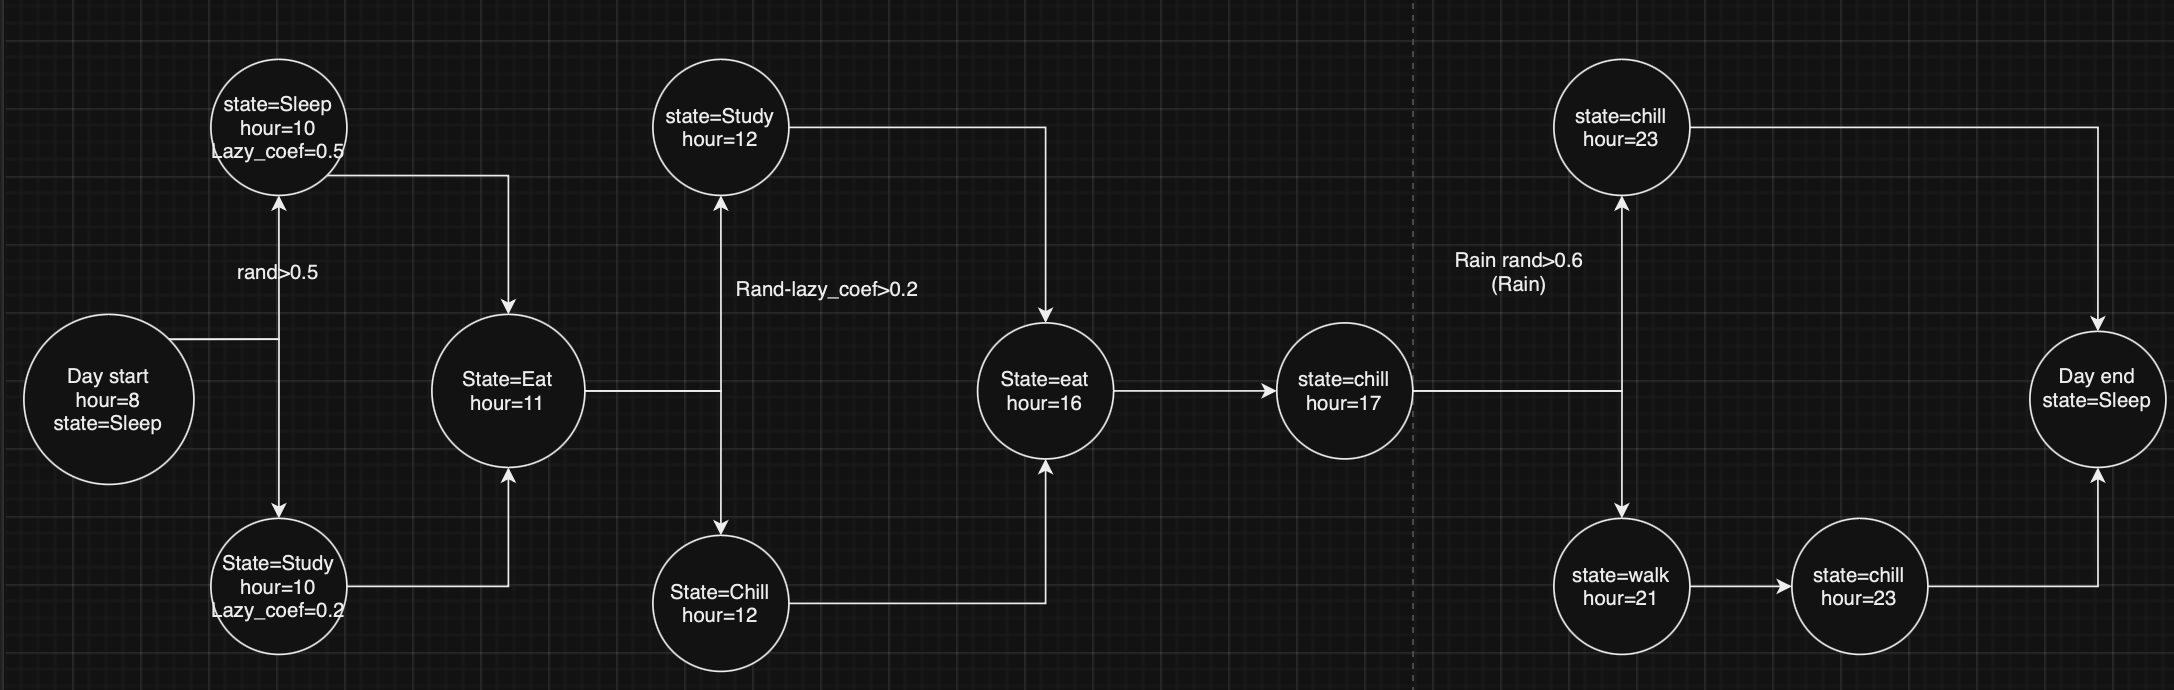 state=Sleep
hour=10
Lazy_coef=0.5
rand>0.5
Day start
hour=8
state=Sleep
State=Study
hour=10
Lazy_coef=0.2
State=Eat
hour=11
state=Study
hour=12
Rand-lazy_coef>0.2
State=Chill
hour=12
State=eat
hour=16
state=chill
hour=17
Rain rand>0.6
(Rain)
state=chill
hour=23
state=walk
hour=21
state=chill
hour=23
Day end
state=Sleep